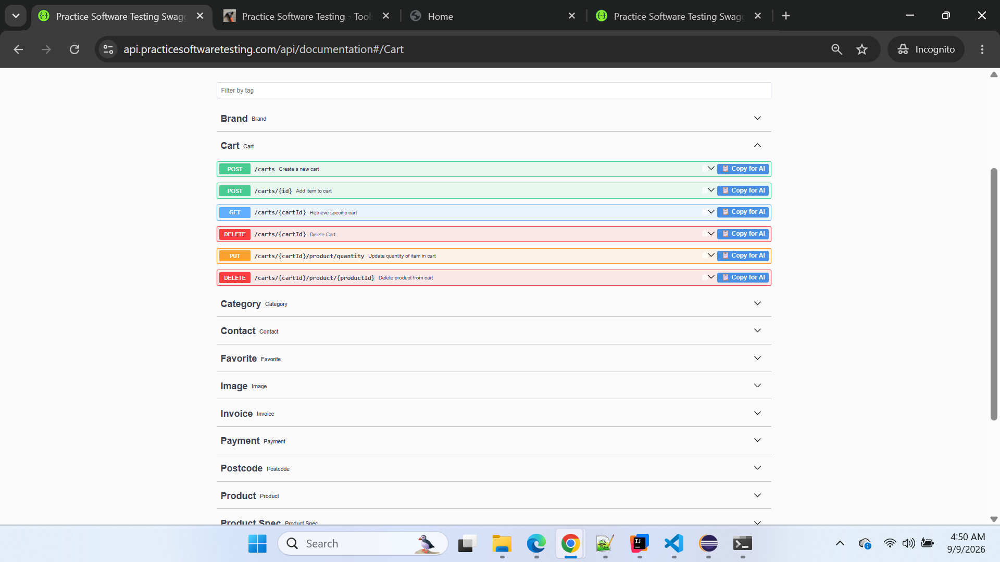 Practice Software Testing Swag
Practice Software Testing - Tool
Home
Practice Software Testing Swag
api.practicesoftwaretesting.com/api/documentation#/Cart
Incognito
Filter by tag
Brand Brand
Cart Cart
POST /carts Create a new cart Copy for AI
POST /carts/{id} Add item to cart Copy for AI
GET /carts/{cartId} Retrieve specific cart Copy for AI
DELETE /carts/{cartId} Delete Cart Copy for AI
PUT /carts/{cartId}/product/quantity Update quantity of item in cart Copy for AI
DELETE /carts/{cartId}/product/{productId} Delete product from cart Copy for AI
Category Category
Contact Contact
Favorite Favorite
Image Image
Invoice Invoice
Payment Payment
Postcode Postcode
Product Product
Product Spec Product Spec
Search
4:50 AM
9/9/2026